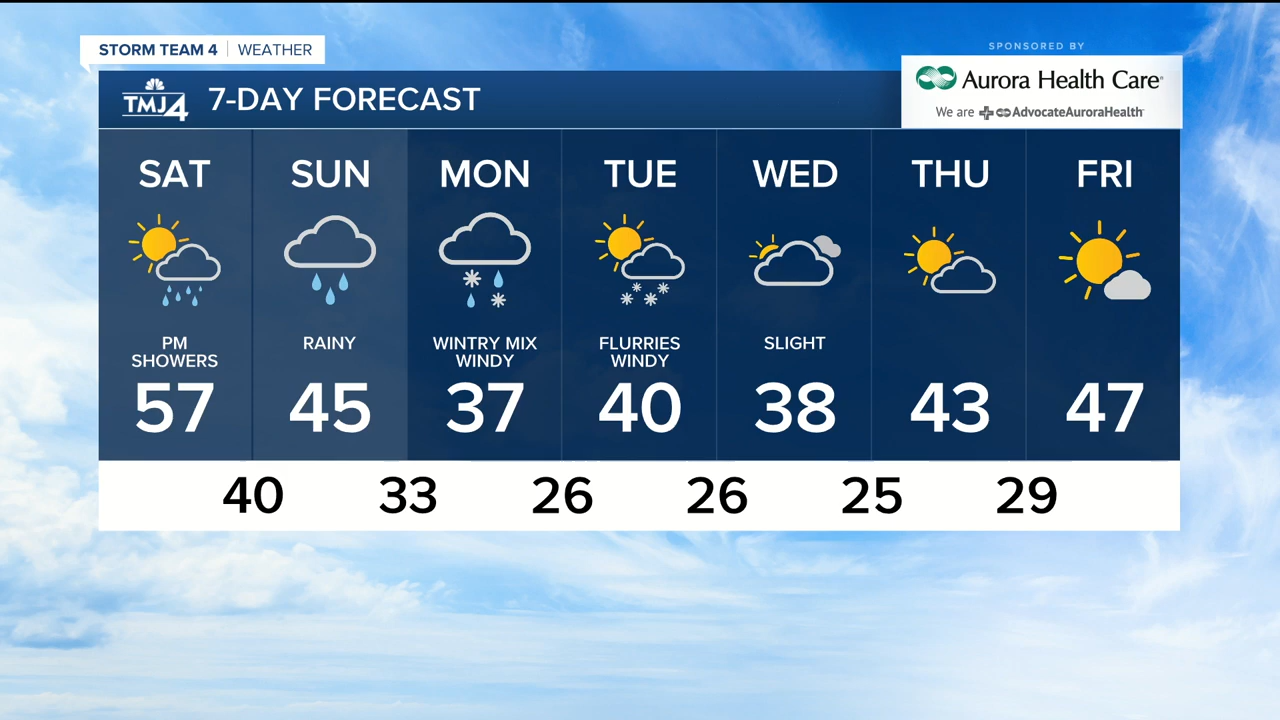 STORM TEAM 4 | WEATHER
SPONSORED BY
Aurora Health Care
We are AdvocateAuroraHealth
TMJ4
7-DAY FORECAST
SAT SUN MON TUE WED THU FRI
PM SHOWERS
RAINY
WINTRY MIX WINDY
FLURRIES WINDY
SLIGHT
57 45 37 40 38 43 47
40 33 26 26 25 29